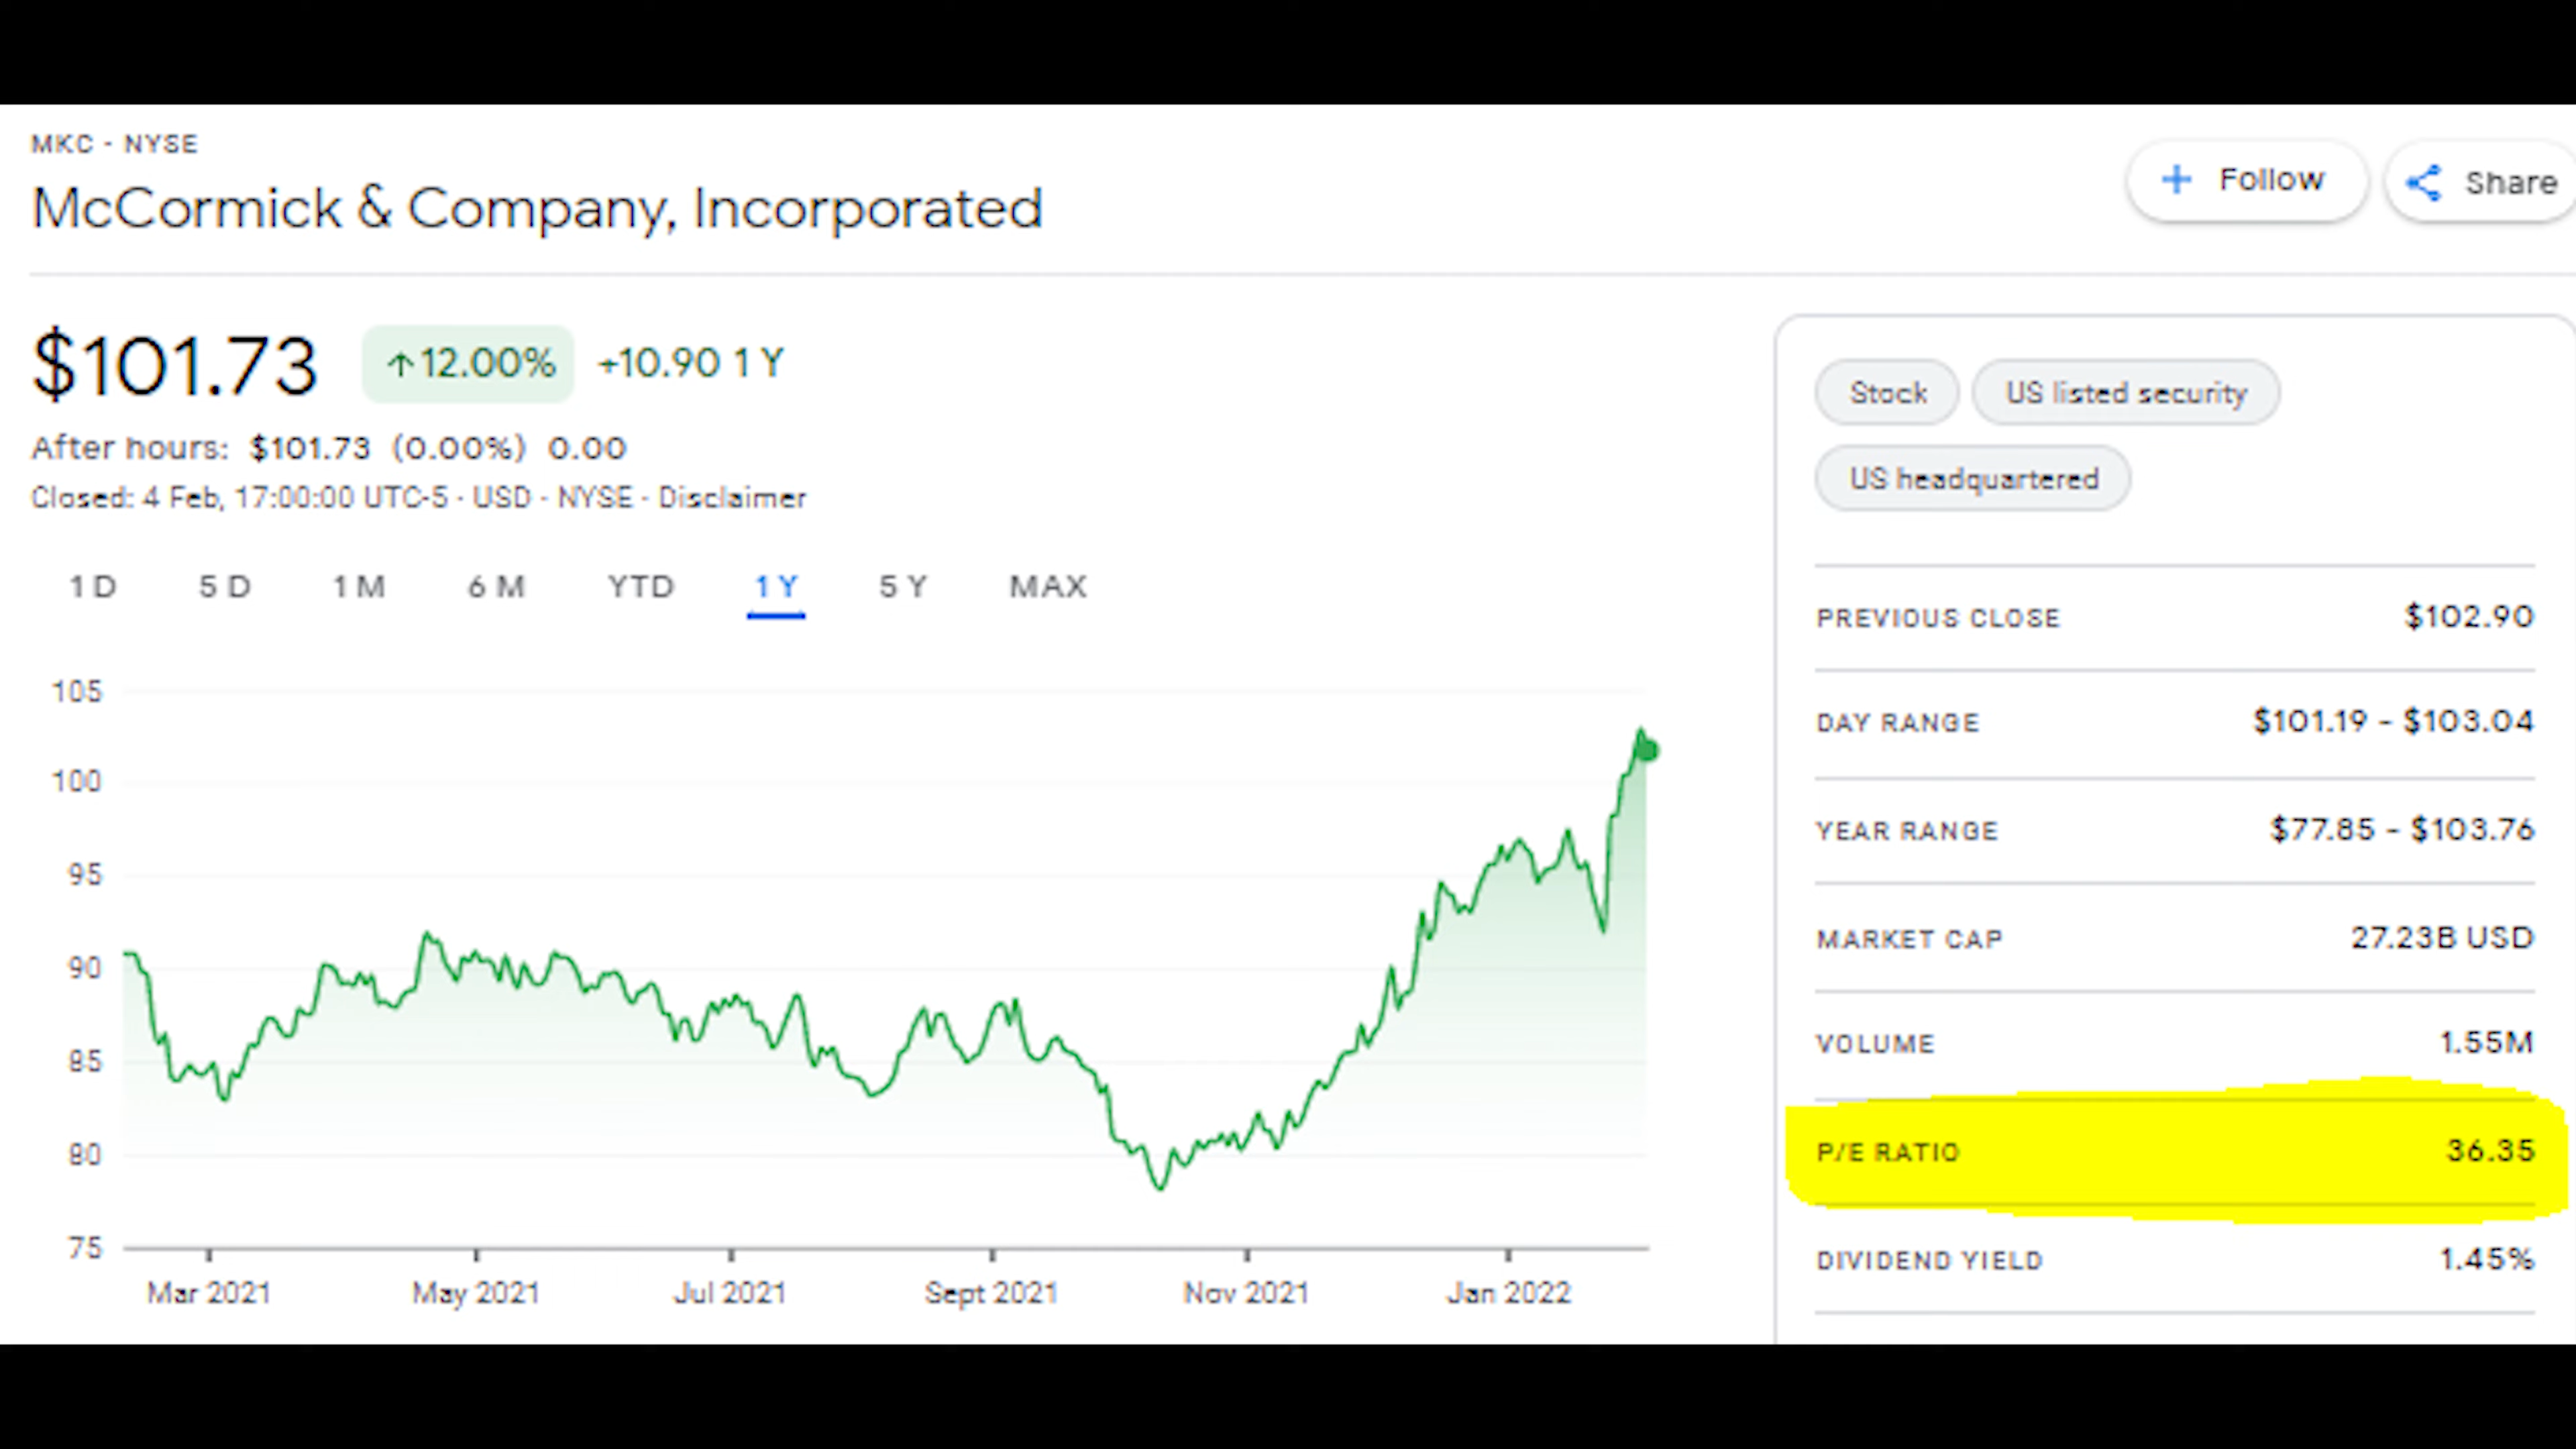 MKC - NYSE
McCormick & Company, Incorporated
+ Follow
Share
$101.73 ↑12.00% +10.90 1 Y
After hours: $101.73 (0.00%) 0.00
Closed: 4 Feb, 17:00:00 UTC-5 · USD · NYSE · Disclaimer
1 D 5 D 1 M 6 M YTD 1 Y 5 Y MAX
105
100
95
90
85
80
75
Mar 2021 May 2021 Jul 2021 Sept 2021 Nov 2021 Jan 2022
Stock US listed security
US headquartered
PREVIOUS CLOSE $102.90
DAY RANGE $101.19 - $103.04
YEAR RANGE $77.85 - $103.76
MARKET CAP 27.23B USD
VOLUME 1.55M
P/E RATIO 36.35
DIVIDEND YIELD 1.45%